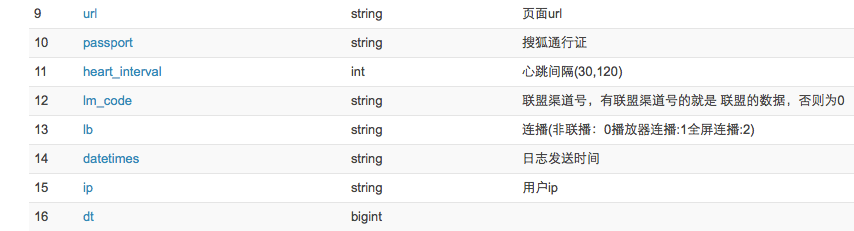 9 url string 页面url
10 passport string 搜狐通行证
11 heart_interval int 心跳间隔(30,120)
12 lm_code string 联盟渠道号，有联盟渠道号的就是 联盟的数据，否则为0
13 lb string 连播(非联播：0播放器连播:1全屏连播:2)
14 datetimes string 日志发送时间
15 ip string 用户ip
16 dt bigint